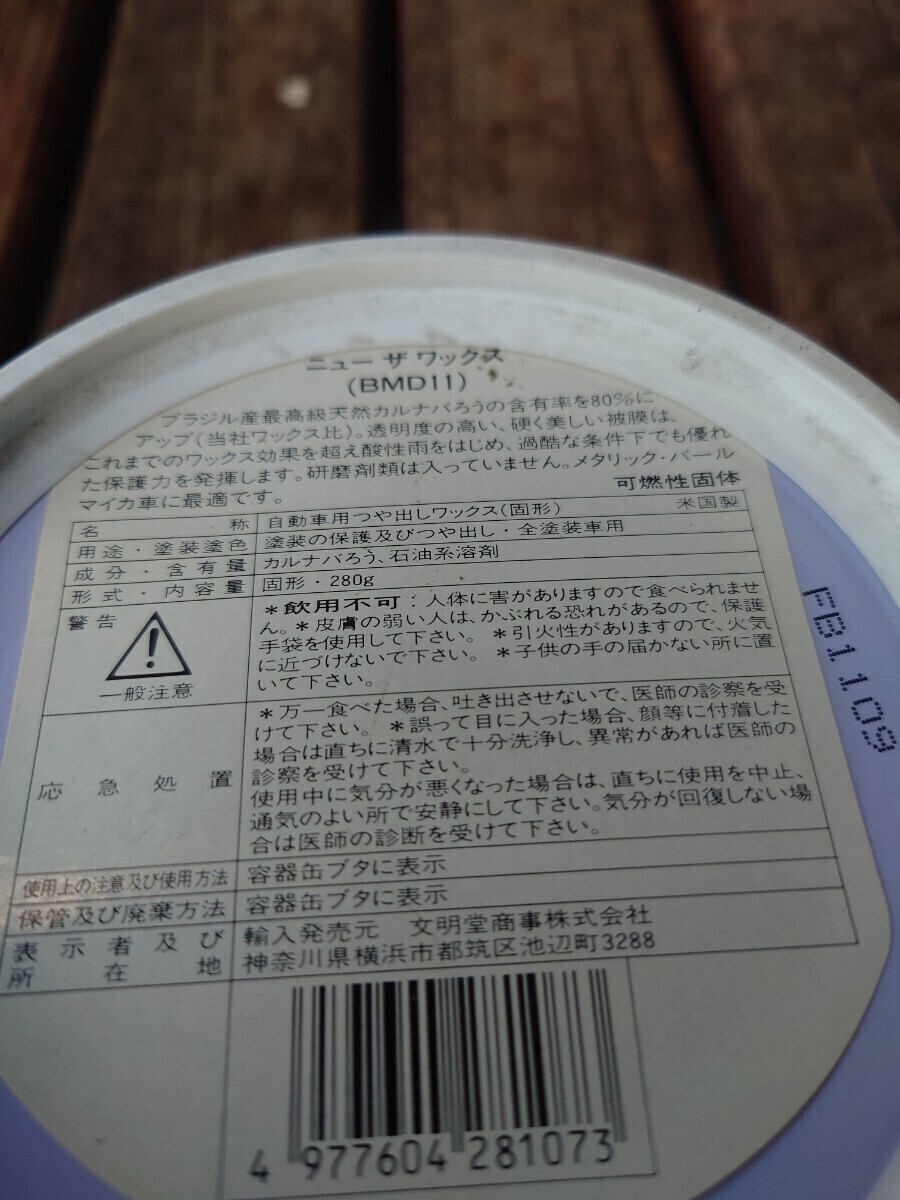 ニュー ザ ワックス
(BMD11)
ブラジル産最高級天然カルナバろうの含有率を80%に
アップ(当社ワックス比)。透明度の高い、硬く美しい被膜は、
これまでのワックス効果を超え酸性雨をはじめ、過酷な条件下でも優れ
た保護力を発揮します。研磨剤類は入っていません。メタリック・パール
マイカ車に最適です。 可燃性固体
名称 自動車用つや出しワックス(固形) 米国製
用途・塗装塗色 塗装の保護及びつや出し・全塗装車用
成分・含有量 カルナバろう、石油系溶剤
形式・内容量 固形・280g
警告
一般注意
＊飲用不可:人体に害がありますので食べられませ
ん。＊皮膚の弱い人は、かぶれる恐れがあるので、保護
手袋を使用して下さい。 ＊引火性がありますので、火気
に近づけないで下さい。 ＊子供の手の届かない所に置
いて下さい。
応急処置
＊万一食べた場合、吐き出させないで、医師の診察を受
けて下さい。 ＊誤って目に入った場合、顔等に付着した
場合は直ちに清水で十分洗浄し、異常があれば医師の
診察を受けて下さい。
使用中に気分が悪くなった場合は、直ちに使用を中止、
通気のよい所で安静にして下さい。気分が回復しない場
合は医師の診断を受けて下さい。
使用上の注意及び使用方法 容器缶ブタに表示
保管及び廃棄方法 容器缶ブタに表示
表示者及び
所在地
輸入発売元 文明堂商事株式会社
神奈川県横浜市都筑区池辺町3288
4 977604 281073
FB1109